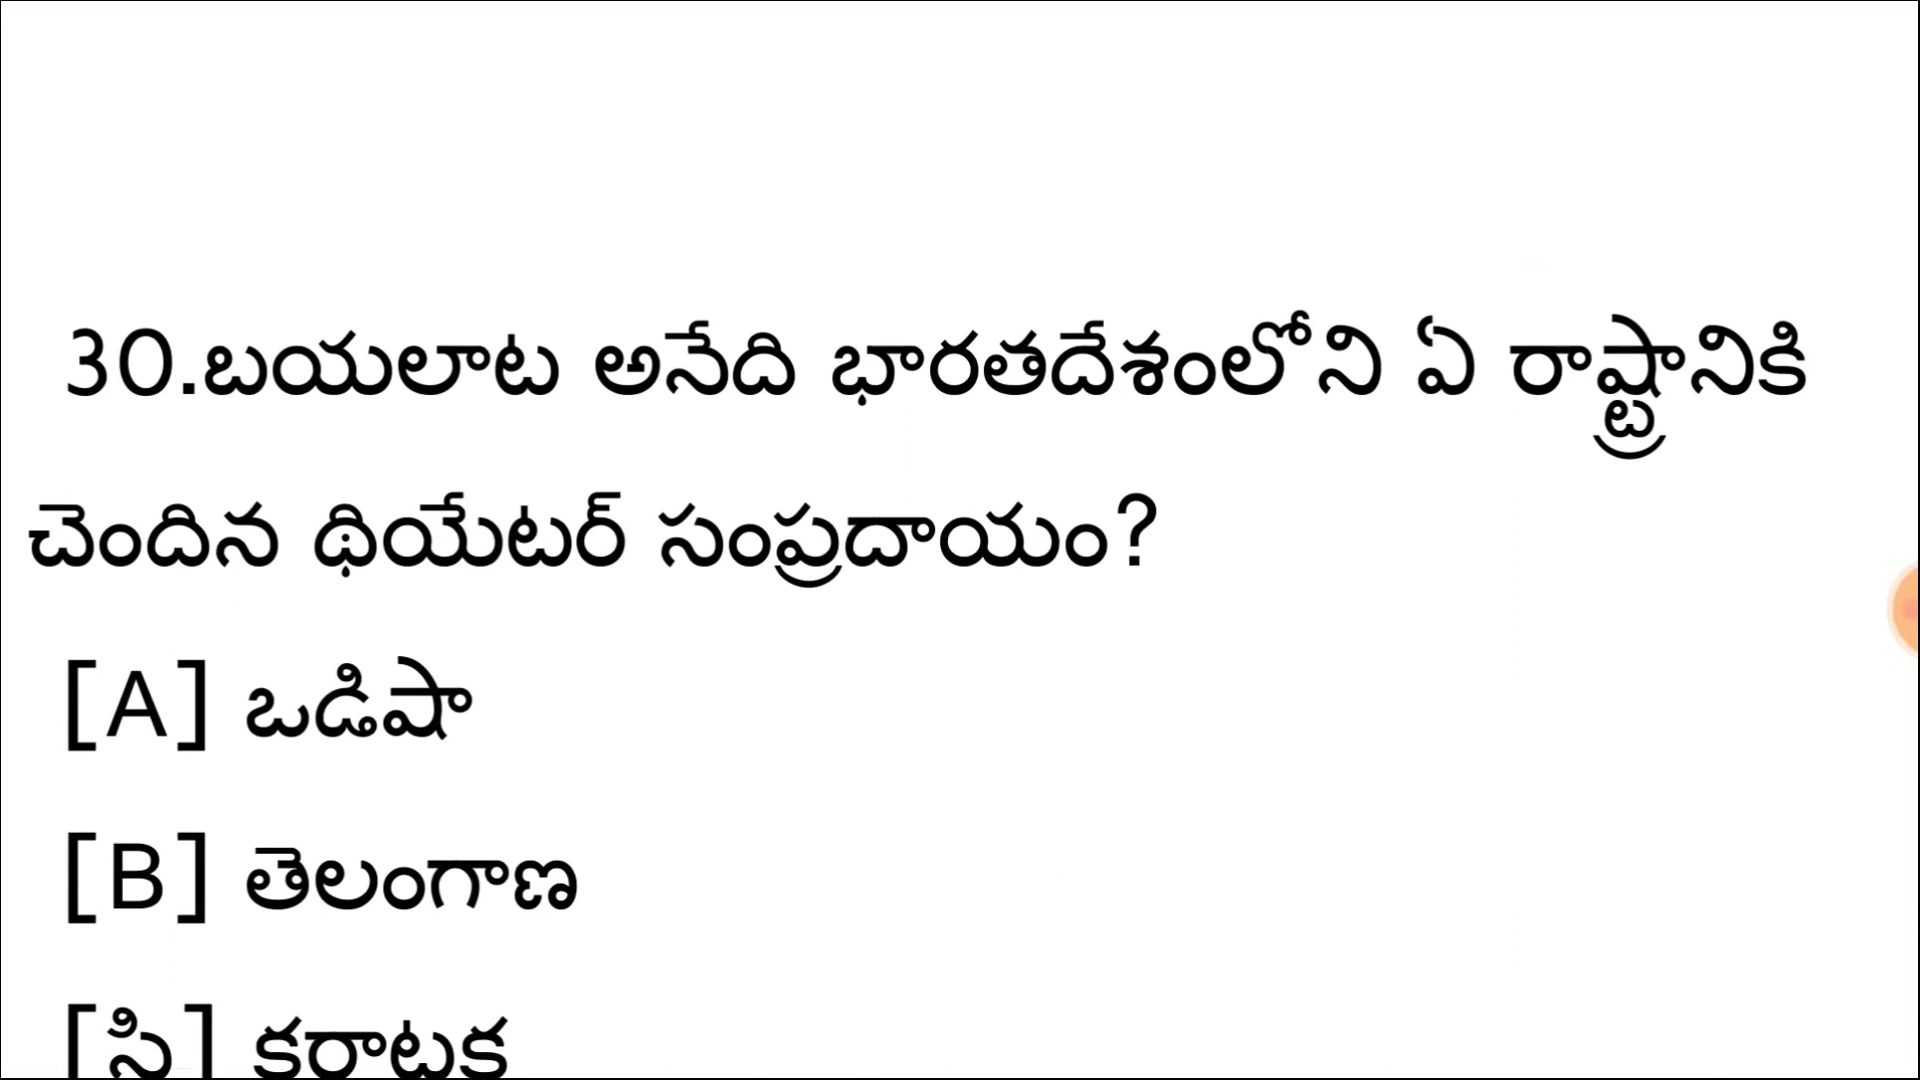 30.బయలాట అనేది భారతదేశంలోని ఏ రాష్ట్రానికి
చెందిన థియేటర్ సంప్రదాయం?
[A] ఒడిషా
[B] తెలంగాణ
[సి] కరాటక